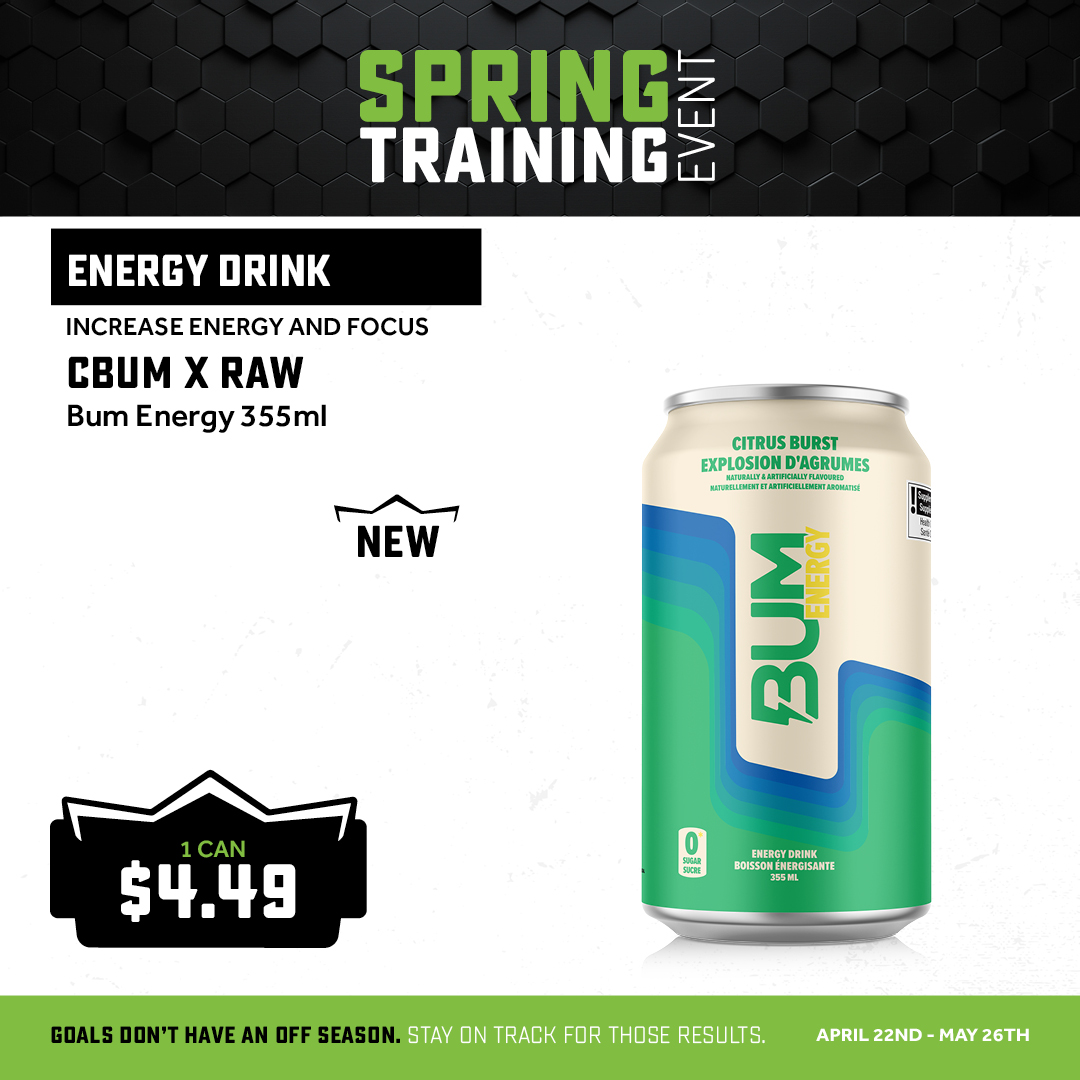 SPRING
TRAINING
EVENT
ENERGY DRINK
INCREASE ENERGY AND FOCUS
CBUM X RAW
Bum Energy 355ml
NEW
CITRUS BURST
EXPLOSION D'AGRUMES
NATURALLY & ARTIFICIALLY FLAVOURED
NATURELLEMENT ET ARTIFICIELLEMENT AROMATISÉ
BUM
ENERGY
0
SUGAR
SUCRE
ENERGY DRINK
BOISSON ÉNERGISANTE
355 ML
1 CAN
$4.49
GOALS DON'T HAVE AN OFF SEASON. STAY ON TRACK FOR THOSE RESULTS.
APRIL 22ND - MAY 26TH